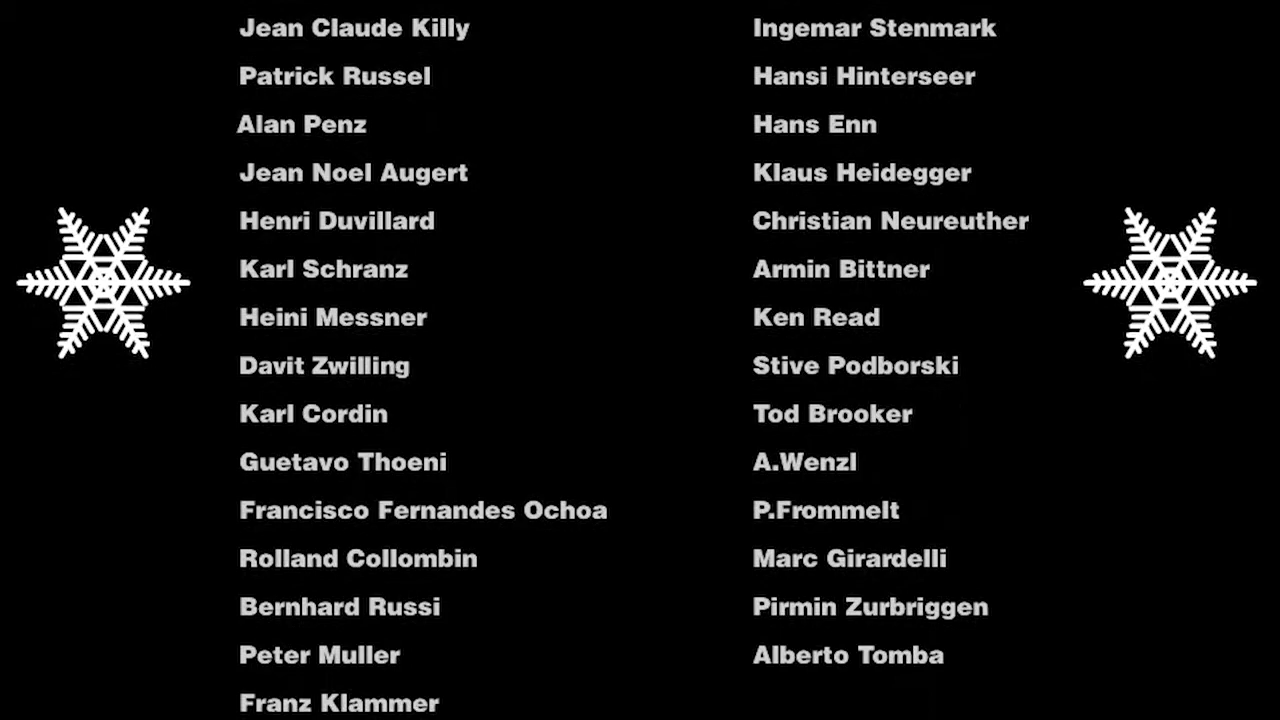 Jean Claude Killy
Patrick Russel
Alan Penz
Jean Noel Augert
Henri Duvillard
Karl Schranz
Heini Messner
Davit Zwilling
Karl Cordin
Guetavo Thoeni
Francisco Fernandes Ochoa
Rolland Collombin
Bernhard Russi
Peter Muller
Franz Klammer
Ingemar Stenmark
Hansi Hinterseer
Hans Enn
Klaus Heidegger
Christian Neureuther
Armin Bittner
Ken Read
Stive Podborski
Tod Brooker
A.Wenzl
P.Frommelt
Marc Girardelli
Pirmin Zurbriggen
Alberto Tomba